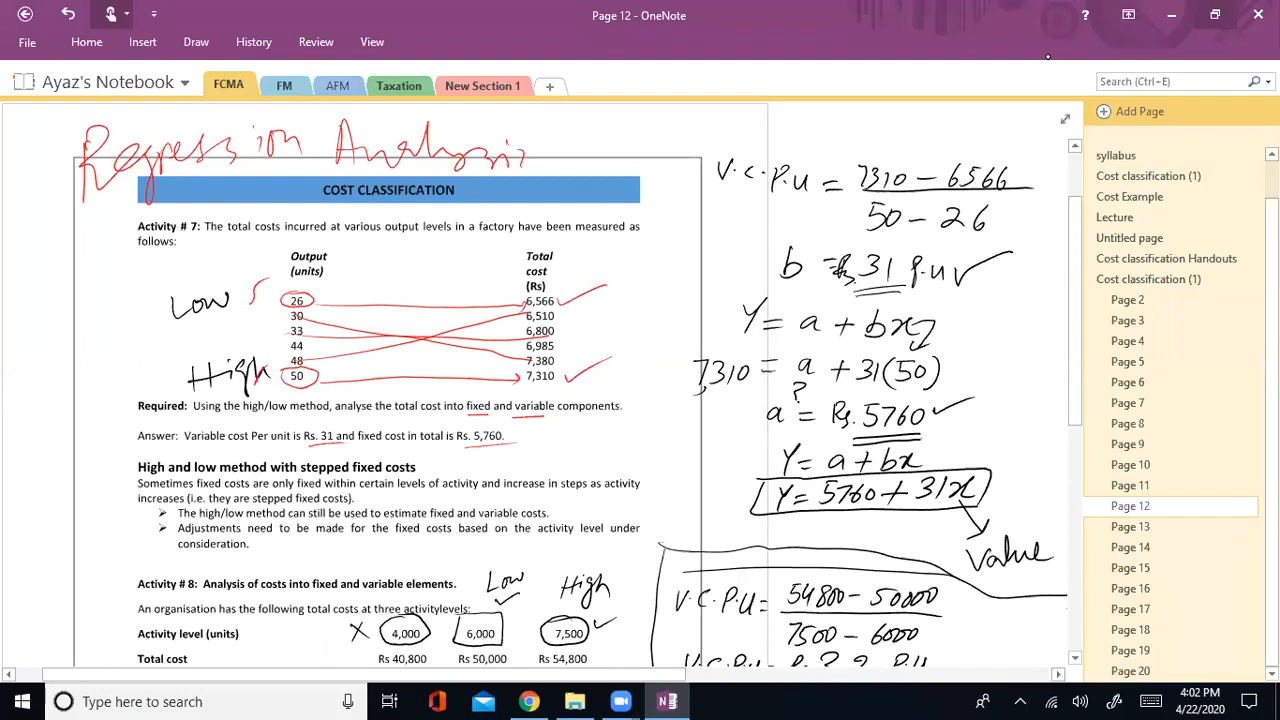 Page 12 - OneNote
File Home Insert Draw History Review View
Ayaz's Notebook FCMA FM AFM Taxation New Section 1
Search (Ctrl+E)
Add Page
syllabus
Cost classification (1)
Cost Example
Lecture
Untitled page
Cost classification Handouts
Cost classification (1)
Page 2
Page 3
Page 4
Page 5
Page 6
Page 7
Page 8
Page 9
Page 10
Page 11
Page 12
Page 13
Page 14
Page 15
Page 16
Page 17
Page 18
Page 19
Page 20
Regression Analysis
COST CLASSIFICATION
Activity # 7: The total costs incurred at various output levels in a factory have been measured as
follows:
Output Total
(units) cost
(Rs)
Low 26 6,566
30 6,510
33 6,800
44 6,985
48 7,380
High 50 7,310
Required: Using the high/low method, analyse the total cost into fixed and variable components.
Answer: Variable cost Per unit is Rs. 31 and fixed cost in total is Rs. 5,760.
High and low method with stepped fixed costs
Sometimes fixed costs are only fixed within certain levels of activity and increase in steps as activity
increases (i.e. they are stepped fixed costs).
➢ The high/low method can still be used to estimate fixed and variable costs.
➢ Adjustments need to be made for the fixed costs based on the activity level under
consideration.
Activity # 8: Analysis of costs into fixed and variable elements.
Low High
An organisation has the following total costs at three activitylevels:
Activity level (units) X 4,000 6,000 7,500
Total cost Rs 40,800 Rs 50,000 Rs 54,800
V.C.P.U = 7310 - 6566
50 - 26
b = Rs. 31 P.U
Y = a + bx
7,310 = a + 31(50)
?
a = Rs. 5760
Y = a + bx
Y = 5760 + 31x
Value
V.C.P.U = 54800 - 50000
7500 - 6000
Type here to search
4:02 PM
4/22/2020